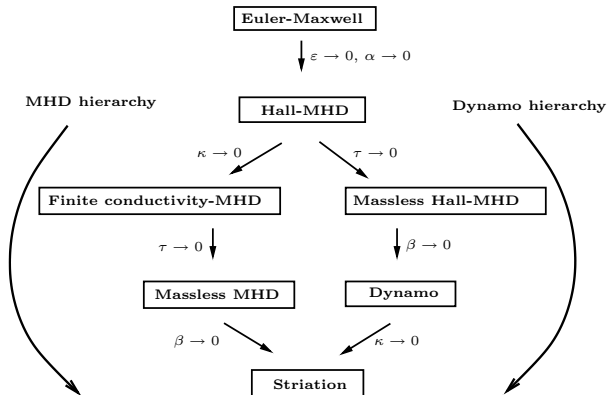 Euler-Maxwell
ε → 0, α → 0
MHD hierarchy
Hall-MHD
Dynamo hierarchy
κ → 0
τ → 0
Finite conductivity-MHD
Massless Hall-MHD
τ → 0
β → 0
Massless MHD
Dynamo
β → 0
κ → 0
Striation